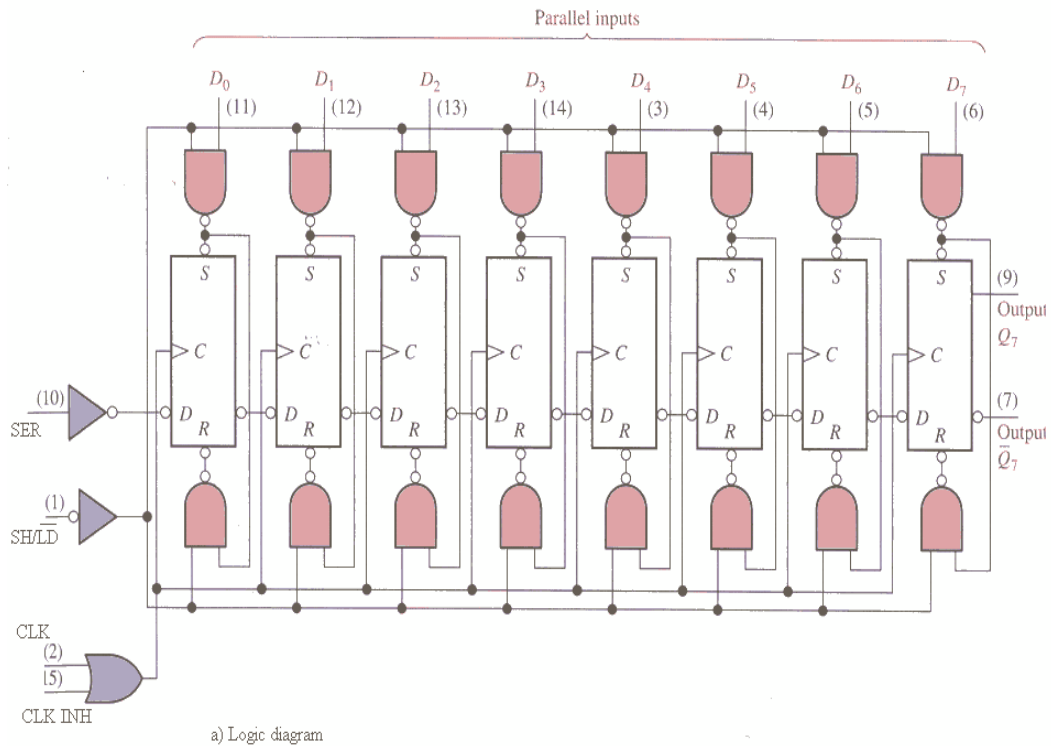 Parallel inputs
D0 D1 D2 D3 D4 D5 D6 D7
(11) (12) (13) (14) (3) (4) (5) (6)
S S S S S S S S
(9)
Output
Q7
C C C C C C C C
(10)
SER
D D D D D D D D
R R R R R R R R
(7)
Output
Q̅7
(1)
SH/L̅D̅
CLK
(2)
5)
CLK INH
a) Logic diagram